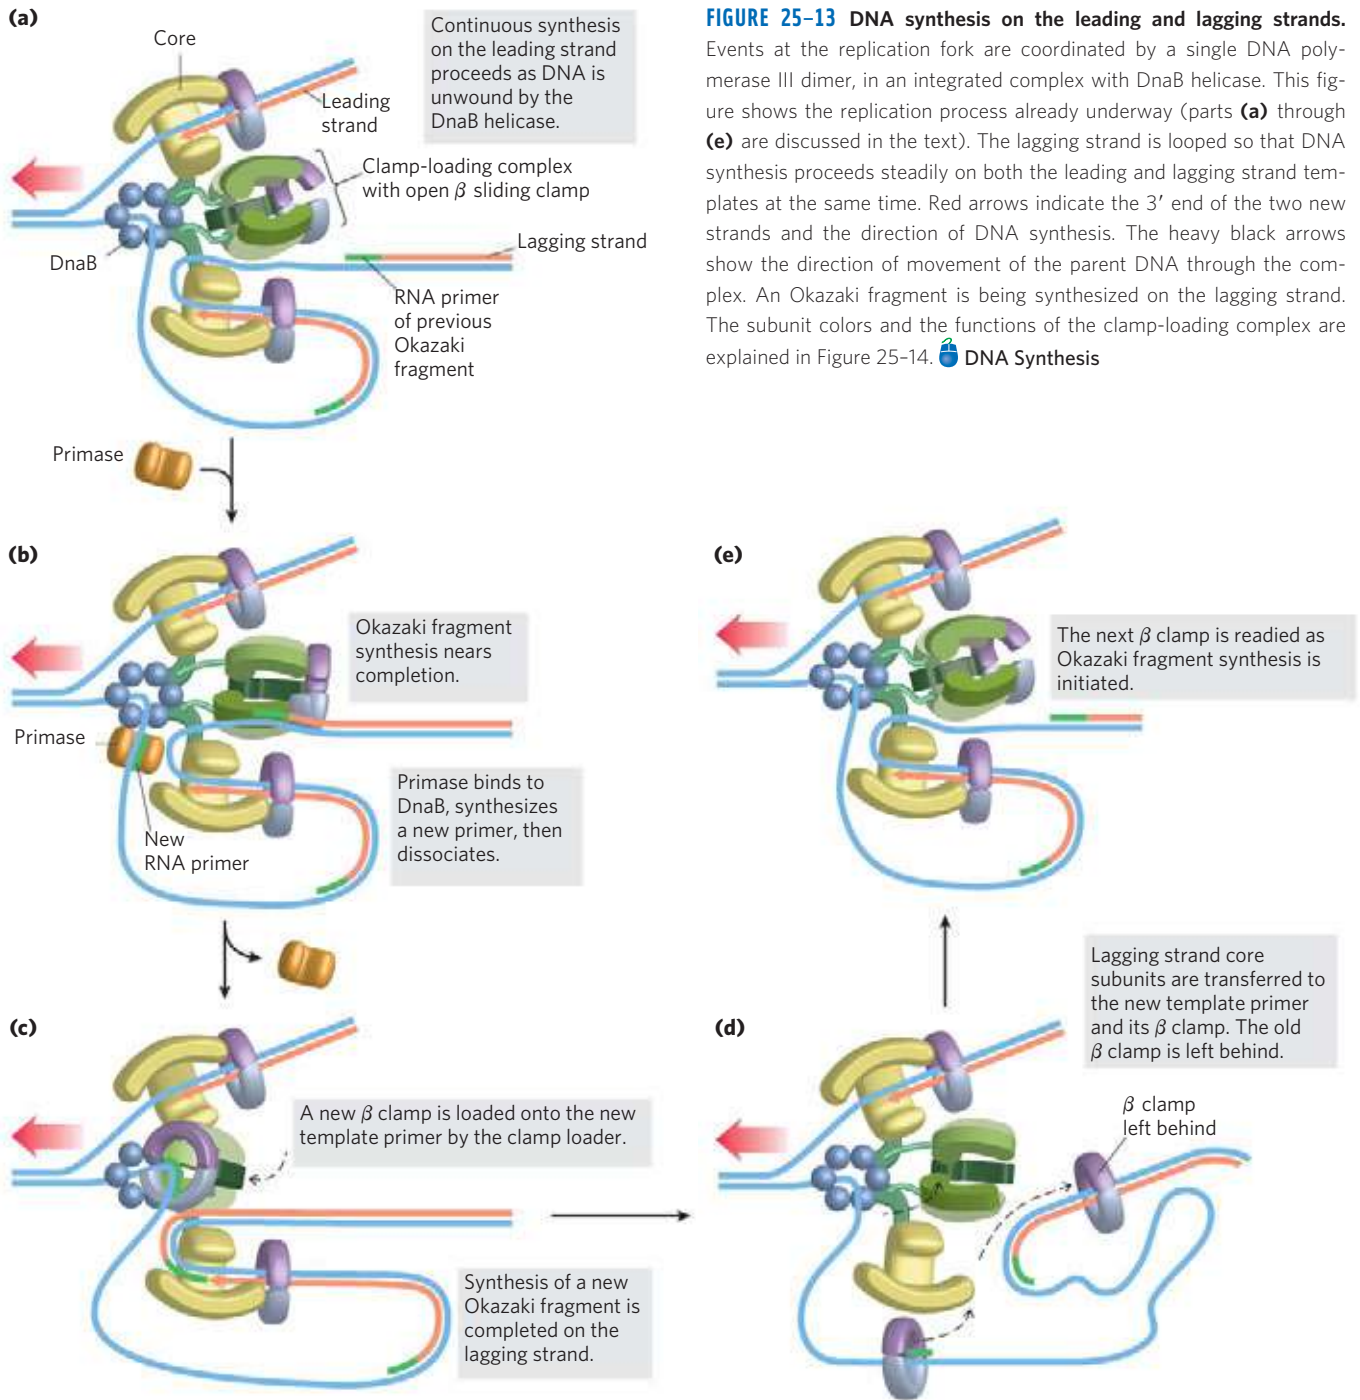 (a)
Core
Continuous synthesis
on the leading strand
proceeds as DNA is
unwound by the
DnaB helicase.
Leading
strand
Clamp-loading complex
with open β sliding clamp
DnaB
Lagging strand
RNA primer
of previous
Okazaki
fragment
FIGURE 25–13 DNA synthesis on the leading and lagging strands.
Events at the replication fork are coordinated by a single DNA poly-
merase III dimer, in an integrated complex with DnaB helicase. This fig-
ure shows the replication process already underway (parts (a) through
(e) are discussed in the text). The lagging strand is looped so that DNA
synthesis proceeds steadily on both the leading and lagging strand tem-
plates at the same time. Red arrows indicate the 3′ end of the two new
strands and the direction of DNA synthesis. The heavy black arrows
show the direction of movement of the parent DNA through the com-
plex. An Okazaki fragment is being synthesized on the lagging strand.
The subunit colors and the functions of the clamp-loading complex are
explained in Figure 25–14. DNA Synthesis
Primase
(b)
Okazaki fragment
synthesis nears
completion.
Primase
New
RNA primer
Primase binds to
DnaB, synthesizes
a new primer, then
dissociates.
(c)
A new β clamp is loaded onto the new
template primer by the clamp loader.
Synthesis of a new
Okazaki fragment is
completed on the
lagging strand.
(d)
Lagging strand core
subunits are transferred to
the new template primer
and its β clamp. The old
β clamp is left behind.
β clamp
left behind
(e)
The next β clamp is readied as
Okazaki fragment synthesis is
initiated.